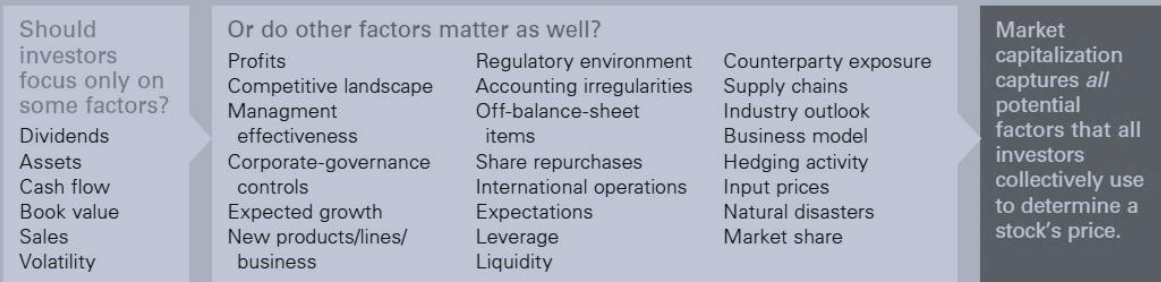 Should
investors
focus only on
some factors?
Dividends
Assets
Cash flow
Book value
Sales
Volatility
Or do other factors matter as well?
Profits
Competitive landscape
Managment
effectiveness
Corporate-governance
controls
Expected growth
New products/lines/
business
Regulatory environment
Accounting irregularities
Off-balance-sheet
items
Share repurchases
International operations
Expectations
Leverage
Liquidity
Counterparty exposure
Supply chains
Industry outlook
Business model
Hedging activity
Input prices
Natural disasters
Market share
Market
capitalization
captures all
potential
factors that all
investors
collectively use
to determine a
stock's price.